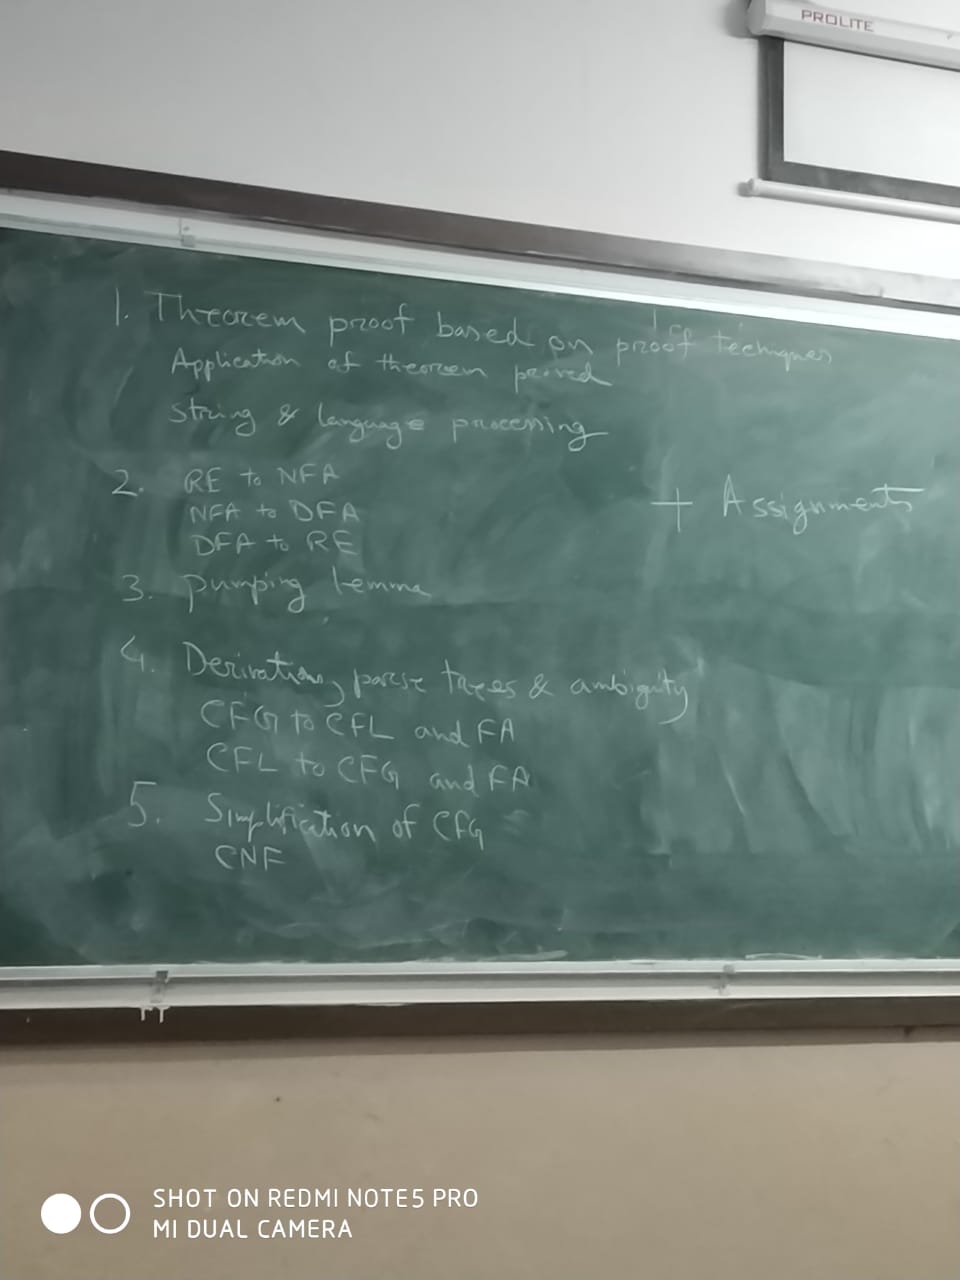 PROLITE
1. Theorem proof based on proof techniques
Application of theorem proved
String & language processing
2. RE to NFA
NFA to DFA
+ Assignments
DFA to RE
3. Pumping Lemma
4. Derivations, parse trees & ambiguity
CFG to CFL and FA
CFL to CFG and FA
5. Simplification of CFG
CNF
SHOT ON REDMI NOTE5 PRO
MI DUAL CAMERA